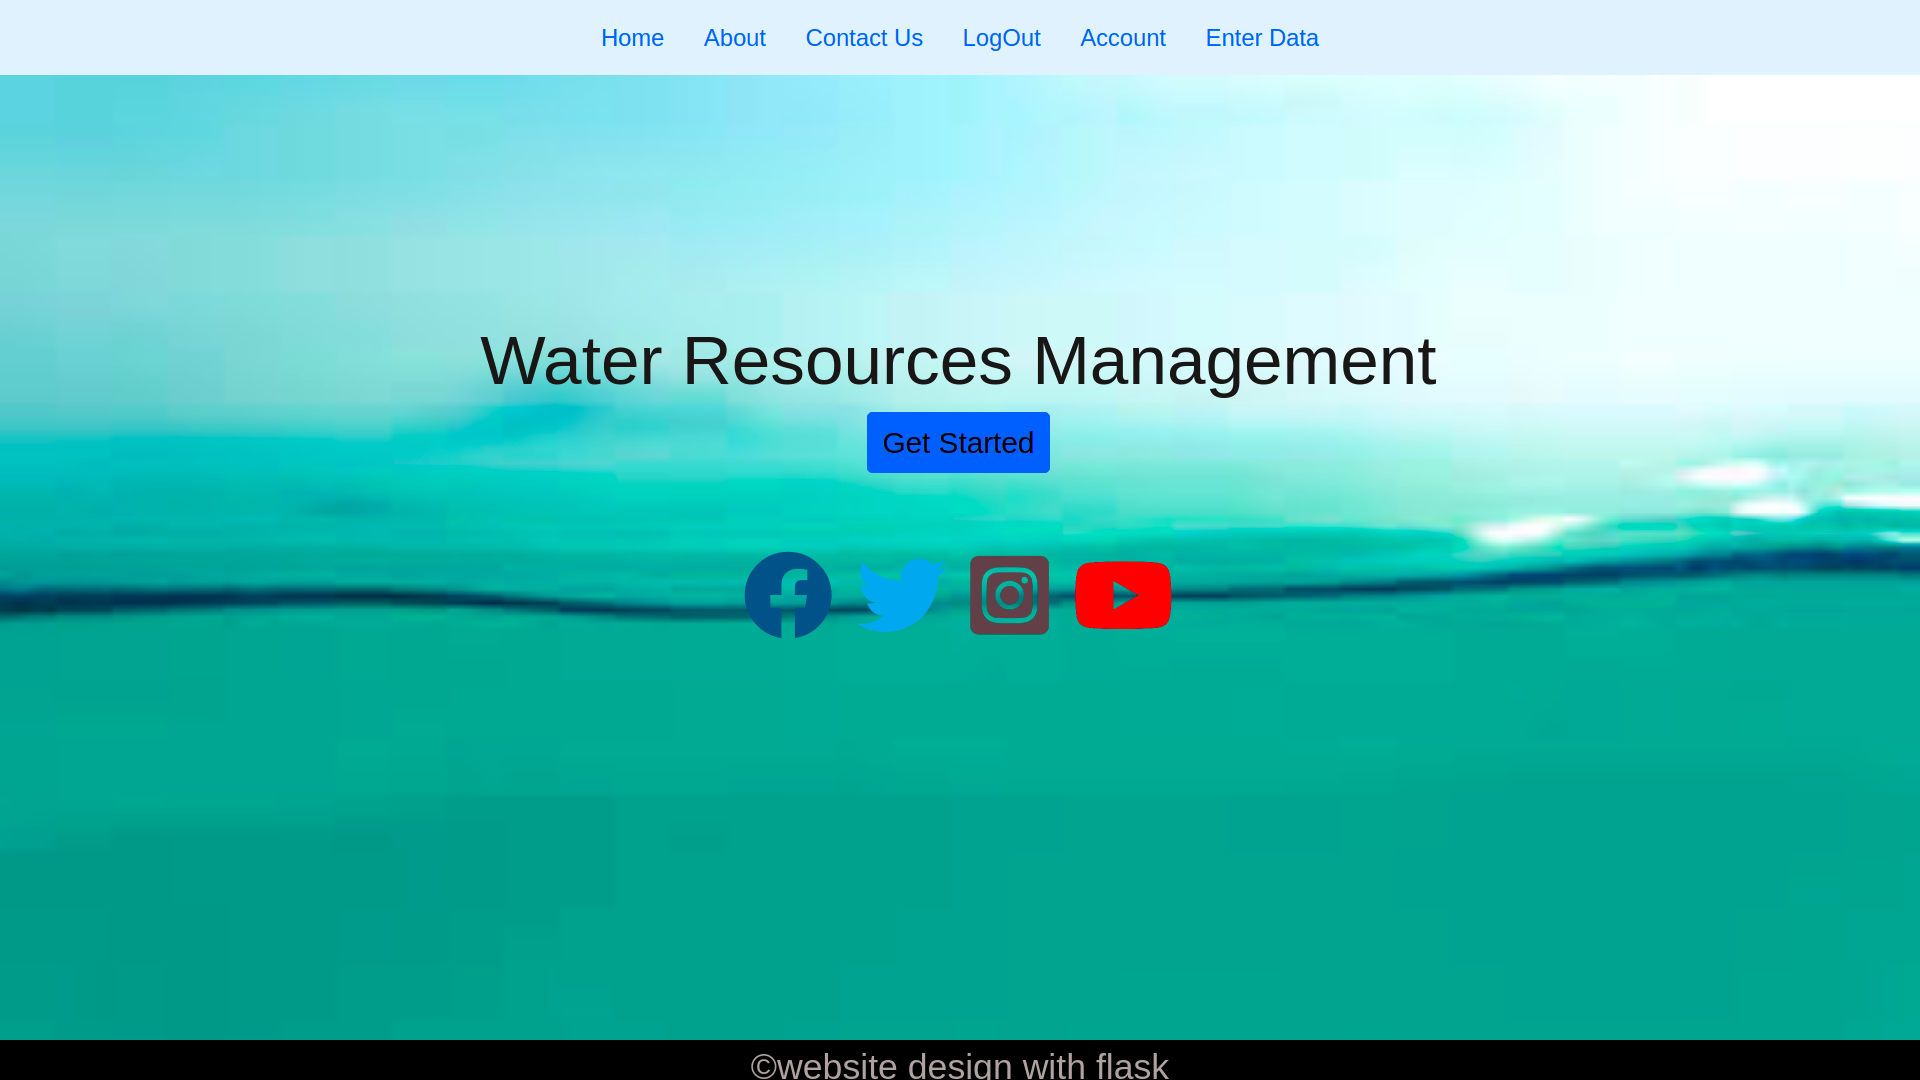 Home About Contact Us LogOut Account Enter Data
Water Resources Management
Get Started
©website design with flask